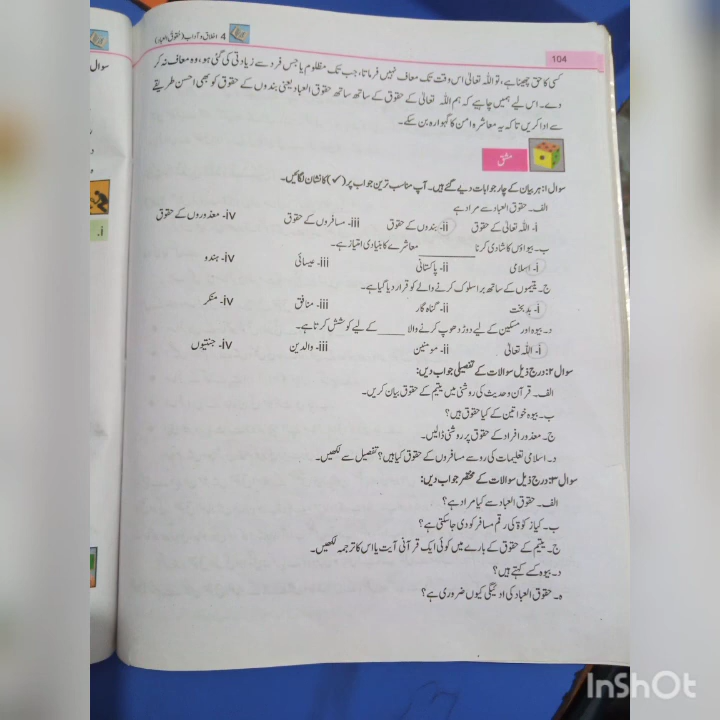 4 اخلاق و آداب (حقوق العباد)
104
کسی کا حق چھینا ہے، تو اللہ تعالیٰ اس وقت تک معاف نہیں فرماتا، جب تک مظلوم یا جس فرد سے زیادتی کی گئی ہو، وہ معاف نہ کر
دے۔ اس لیے ہمیں چاہیے کہ ہم اللہ تعالیٰ کے حقوق کے ساتھ ساتھ حقوق العباد یعنی بندوں کے حقوق کو بھی احسن طریقے
سے ادا کریں تاکہ یہ معاشرہ امن کا گہوارہ بن سکے۔
مشق
سوال ۱: ہر بیان کے چار جوابات دیے گئے ہیں۔ آپ مناسب ترین جواب پر (✓) کا نشان لگائیں۔
الف۔ حقوق العباد سے مراد ہے
i۔ اللہ تعالیٰ کے حقوق ii۔ بندوں کے حقوق iii۔ مسافروں کے حقوق iv۔ معذوروں کے حقوق
ب۔ بیواؤں کا شادی کرنا ________ معاشرے کا بنیادی امتیاز ہے۔
i۔ اسلامی ii۔ پاکستانی iii۔ عیسائی iv۔ ہندو
ج۔ یتیموں کے ساتھ برا سلوک کرنے والے کو قرار دیا گیا ہے۔
i۔ بد بخت ii۔ گناہ گار iii۔ منافق iv۔ منکر
د۔ بیوہ اور مسکین کے لیے دوڑ دھوپ کرنے والا ____ کے لیے کوشش کرتا ہے۔
i۔ اللہ تعالیٰ ii۔ مومنین iii۔ والدین iv۔ جنتیوں
سوال ۲: درج ذیل سوالات کے تفصیلی جواب دیں:
الف۔ قرآن و حدیث کی روشنی میں یتیم کے حقوق بیان کریں۔
ب۔ بیوہ خواتین کے کیا حقوق ہیں؟
ج۔ معذور افراد کے حقوق پر روشنی ڈالیں۔
د۔ اسلامی تعلیمات کی رو سے مسافروں کے حقوق کیا ہیں؟ تفصیل سے لکھیں۔
سوال ۳: درج ذیل سوالات کے مختصر جواب دیں:
الف۔ حقوق العباد سے کیا مراد ہے؟
ب۔ کیا زکوٰۃ کی رقم مسافر کو دی جا سکتی ہے؟
ج۔ یتیم کے حقوق کے بارے میں کوئی ایک قرآنی آیت یا اس کا ترجمہ لکھیں۔
د۔ بیوہ کسے کہتے ہیں؟
ہ۔ حقوق العباد کی ادائیگی کیوں ضروری ہے؟
سوال
i.
InShOt